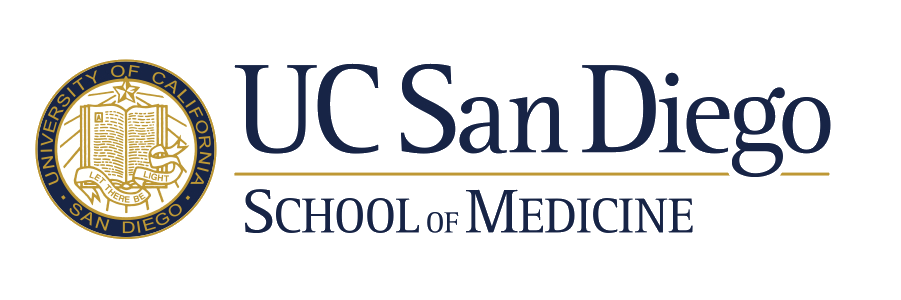 UNIVERSITY OF CALIFORNIA
SAN DIEGO
A
LET THERE BE LIGHT
UC San Diego
SCHOOL OF MEDICINE